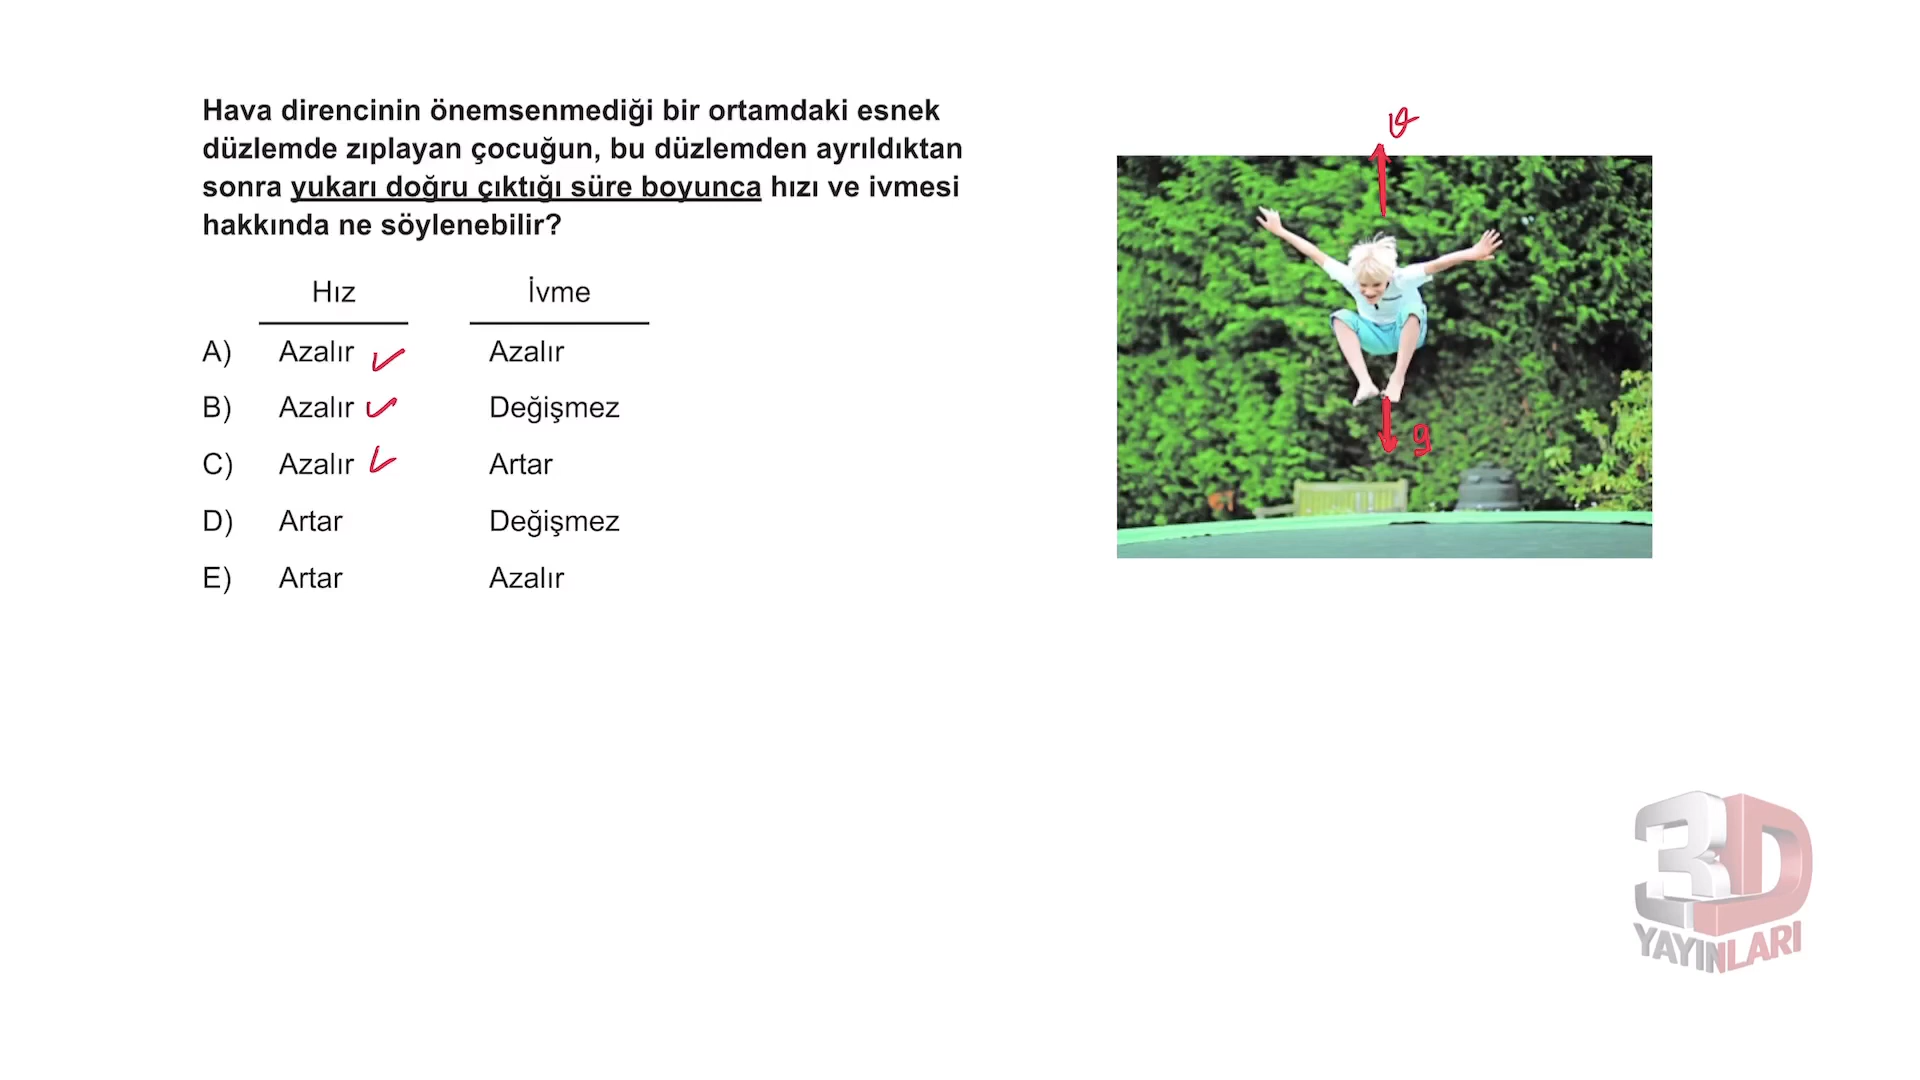 Hava direncinin önemsenmediği bir ortamdaki esnek
düzlemde zıplayan çocuğun, bu düzlemden ayrıldıktan
sonra yukarı doğru çıktığı süre boyunca hızı ve ivmesi
hakkında ne söylenebilir?
Hız İvme
A) Azalır Azalır
B) Azalır Değişmez
C) Azalır Artar
D) Artar Değişmez
E) Artar Azalır
v
g
3D
YAYINLARI